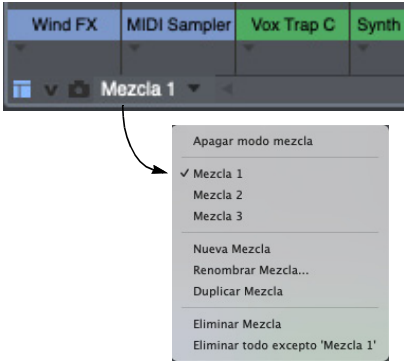 Wind FX MIDI Sampler Vox Trap C Synth
Mezcla 1
Apagar modo mezcla
Mezcla 1
Mezcla 2
Mezcla 3
Nueva Mezcla
Renombrar Mezcla...
Duplicar Mezcla
Eliminar Mezcla
Eliminar todo excepto 'Mezcla 1'